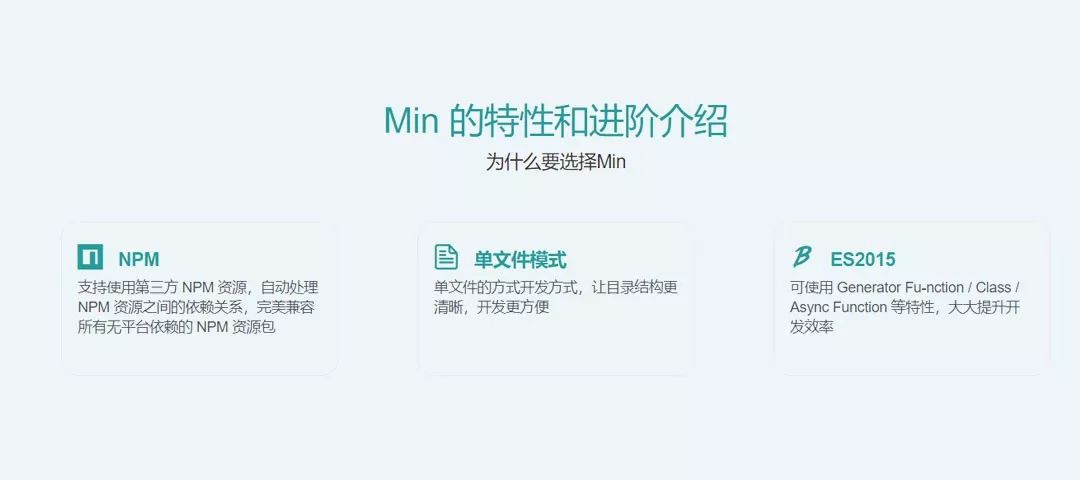 Min 的特性和进阶介绍
为什么要选择Min
NPM
支持使用第三方 NPM 资源，自动处理
NPM 资源之间的依赖关系，完美兼容
所有无平台依赖的 NPM 资源包
单文件模式
单文件的方式开发方式，让目录结构更
清晰，开发更方便
ES2015
可使用 Generator Fu-nction / Class /
Async Function 等特性，大大提升开
发效率